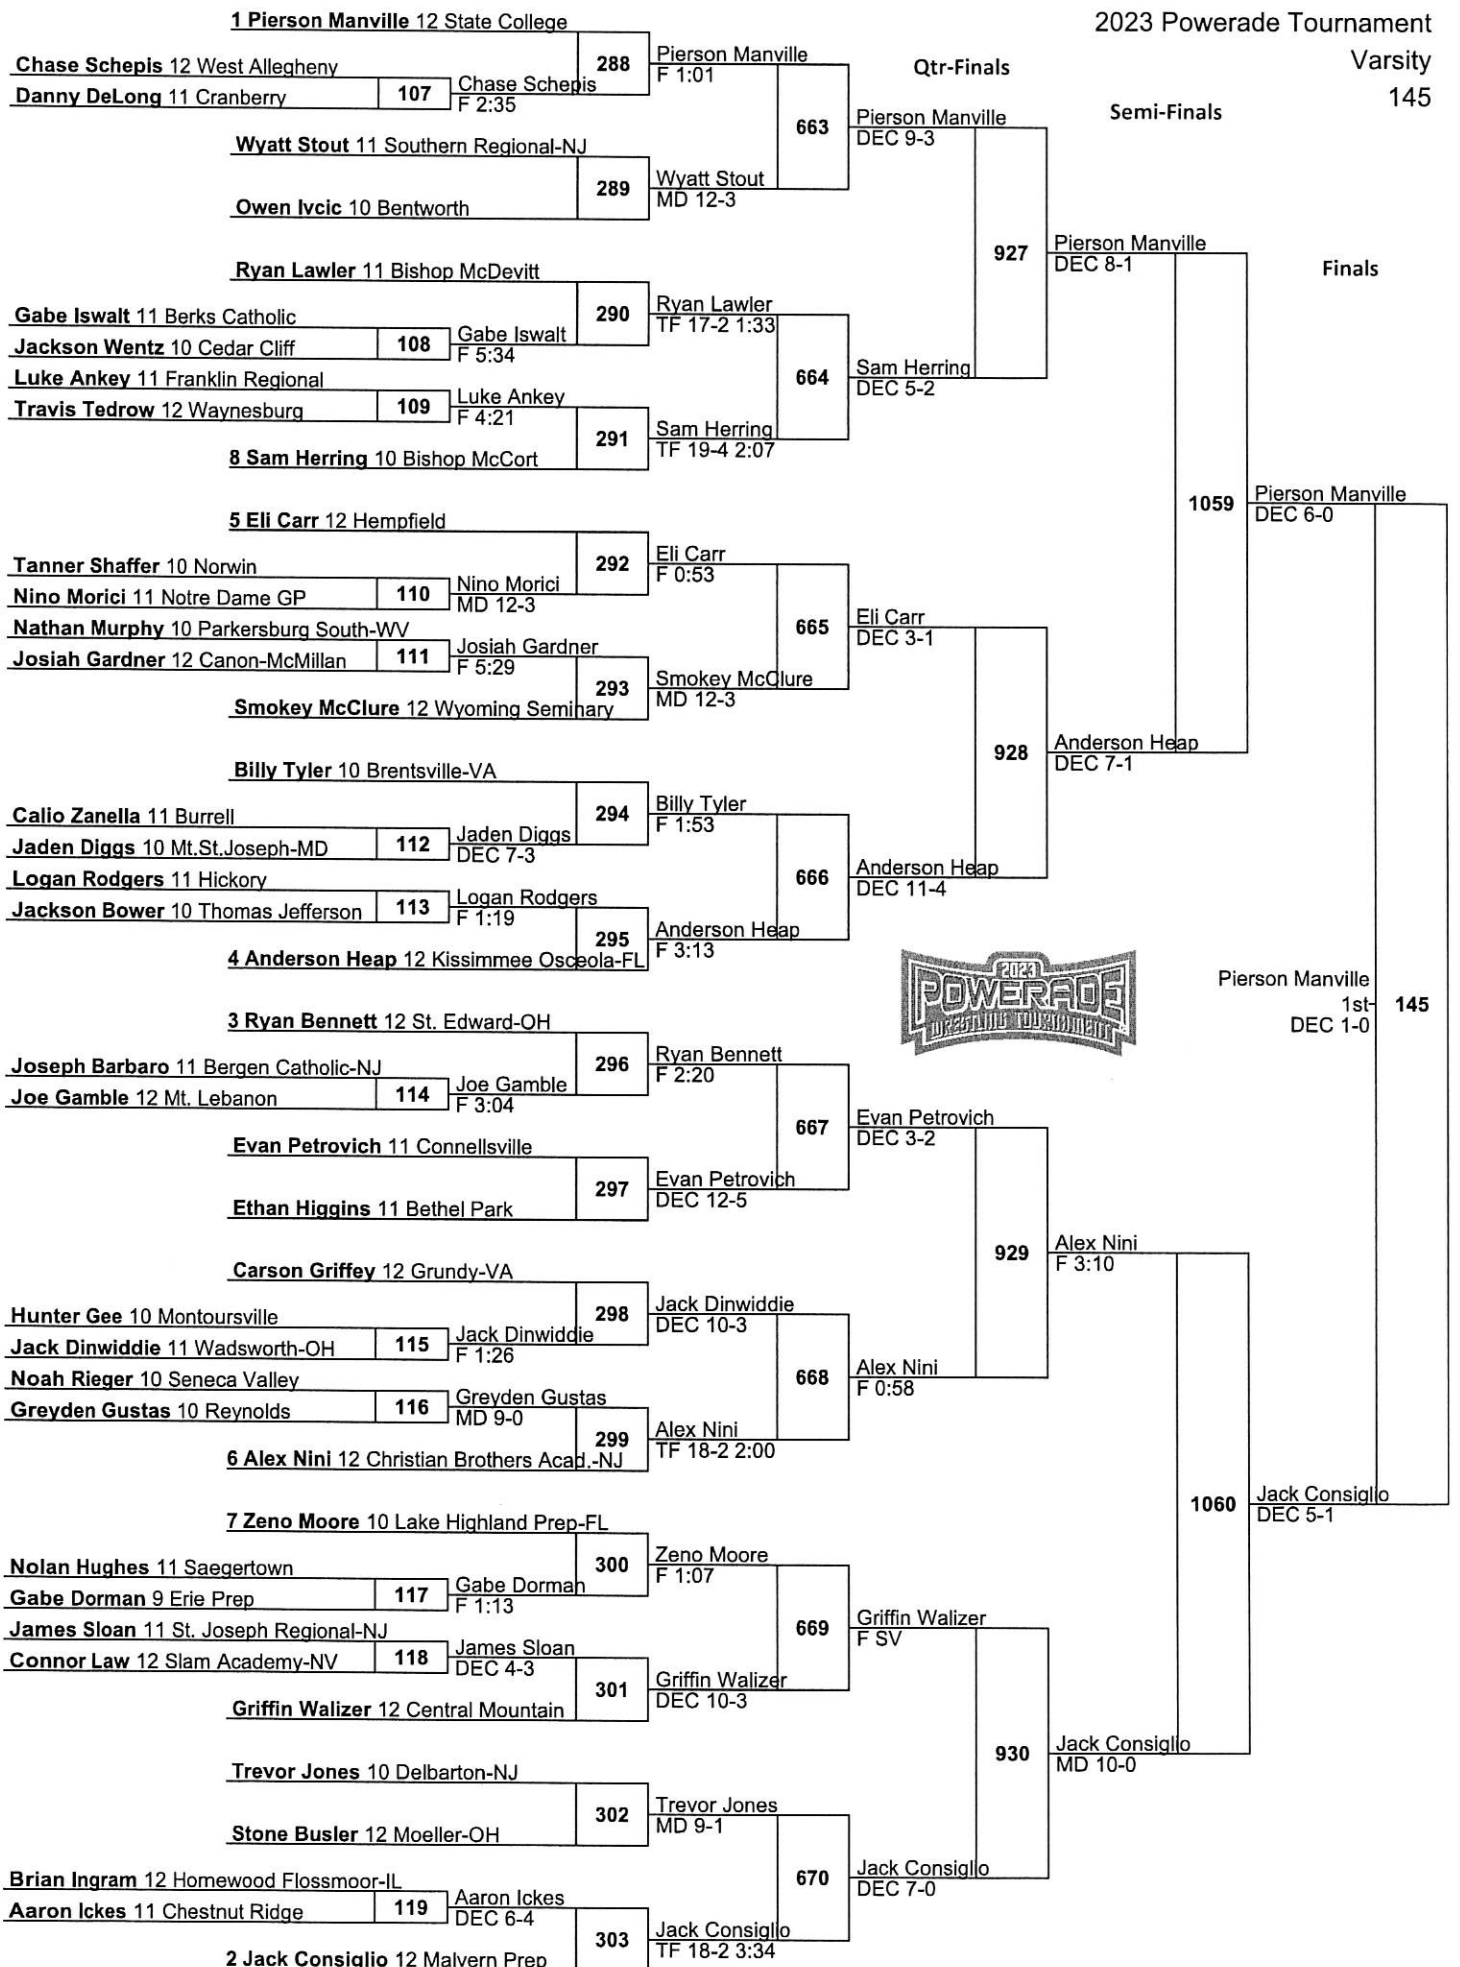 2023 Powerade Tournament
Varsity
145
Qtr-Finals
Semi-Finals
Finals
1 Pierson Manville 12 State College
288
Pierson Manville
F 1:01
Chase Schepis 12 West Allegheny
Danny DeLong 11 Cranberry
107
Chase Schepis
F 2:35
663
Pierson Manville
DEC 9-3
Wyatt Stout 11 Southern Regional-NJ
289
Wyatt Stout
MD 12-3
Owen Ivcic 10 Bentworth
927
Pierson Manville
DEC 8-1
Ryan Lawler 11 Bishop McDevitt
290
Ryan Lawler
TF 17-2 1:33
Gabe Iswalt 11 Berks Catholic
Jackson Wentz 10 Cedar Cliff
108
Gabe Iswalt
F 5:34
664
Sam Herring
DEC 5-2
Luke Ankey 11 Franklin Regional
Travis Tedrow 12 Waynesburg
109
Luke Ankey
F 4:21
291
Sam Herring
TF 19-4 2:07
8 Sam Herring 10 Bishop McCort
1059
Pierson Manville
DEC 6-0
5 Eli Carr 12 Hempfield
292
Eli Carr
F 0:53
Tanner Shaffer 10 Norwin
Nino Morici 11 Notre Dame GP
110
Nino Morici
MD 12-3
665
Eli Carr
DEC 3-1
Nathan Murphy 10 Parkersburg South-WV
Josiah Gardner 12 Canon-McMillan
111
Josiah Gardner
F 5:29
293
Smokey McClure
MD 12-3
Smokey McClure 12 Wyoming Seminary
928
Anderson Heap
DEC 7-1
Billy Tyler 10 Brentsville-VA
294
Billy Tyler
F 1:53
Calio Zanella 11 Burrell
Jaden Diggs 10 Mt.St.Joseph-MD
112
Jaden Diggs
DEC 7-3
666
Anderson Heap
DEC 11-4
Logan Rodgers 11 Hickory
Jackson Bower 10 Thomas Jefferson
113
Logan Rodgers
F 1:19
295
Anderson Heap
F 3:13
4 Anderson Heap 12 Kissimmee Osceola-FL
2023
POWERADE
WRESTLING TOURNAMENT
Pierson Manville
1st
DEC 1-0
145
3 Ryan Bennett 12 St. Edward-OH
296
Ryan Bennett
F 2:20
Joseph Barbaro 11 Bergen Catholic-NJ
Joe Gamble 12 Mt. Lebanon
114
Joe Gamble
F 3:04
667
Evan Petrovich
DEC 3-2
Evan Petrovich 11 Connellsville
297
Evan Petrovich
DEC 12-5
Ethan Higgins 11 Bethel Park
929
Alex Nini
F 3:10
Carson Griffey 12 Grundy-VA
298
Jack Dinwiddie
DEC 10-3
Hunter Gee 10 Montoursville
Jack Dinwiddie 11 Wadsworth-OH
115
Jack Dinwiddie
F 1:26
668
Alex Nini
F 0:58
Noah Rieger 10 Seneca Valley
Greyden Gustas 10 Reynolds
116
Greyden Gustas
MD 9-0
299
Alex Nini
TF 18-2 2:00
6 Alex Nini 12 Christian Brothers Acad.-NJ
1060
Jack Consiglio
DEC 5-1
7 Zeno Moore 10 Lake Highland Prep-FL
300
Zeno Moore
F 1:07
Nolan Hughes 11 Saegertown
Gabe Dorman 9 Erie Prep
117
Gabe Dorman
F 1:13
669
Griffin Walizer
F SV
James Sloan 11 St. Joseph Regional-NJ
Connor Law 12 Slam Academy-NV
118
James Sloan
DEC 4-3
301
Griffin Walizer
DEC 10-3
Griffin Walizer 12 Central Mountain
930
Jack Consiglio
MD 10-0
Trevor Jones 10 Delbarton-NJ
302
Trevor Jones
MD 9-1
Stone Busler 12 Moeller-OH
670
Jack Consiglio
DEC 7-0
Brian Ingram 12 Homewood Flossmoor-IL
Aaron Ickes 11 Chestnut Ridge
119
Aaron Ickes
DEC 6-4
303
Jack Consiglio
TF 18-2 3:34
2 Jack Consiglio 12 Malvern Prep